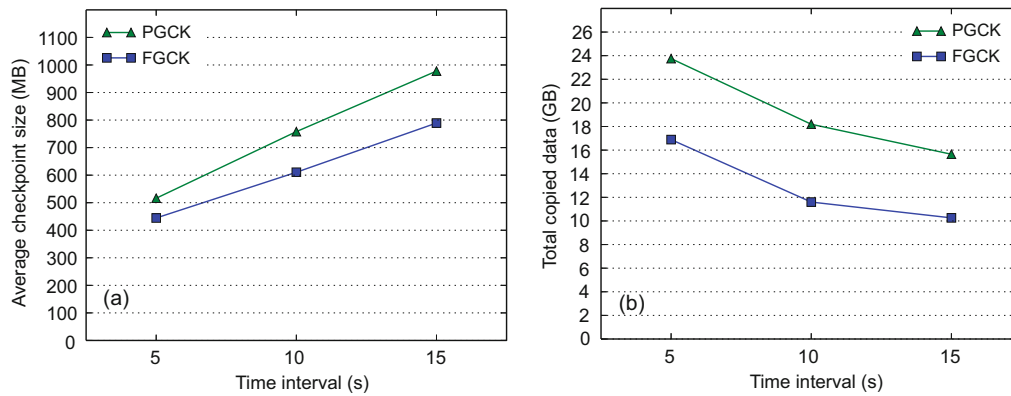 PGCK
FGCK
1100
1000
900
800
700
600
500
400
300
200
100
0
Average checkpoint size (MB)
(a)
5 10 15
Time interval (s)
PGCK
FGCK
26
24
22
20
18
16
14
12
10
8
6
4
2
0
Total copied data (GB)
(b)
5 10 15
Time interval (s)